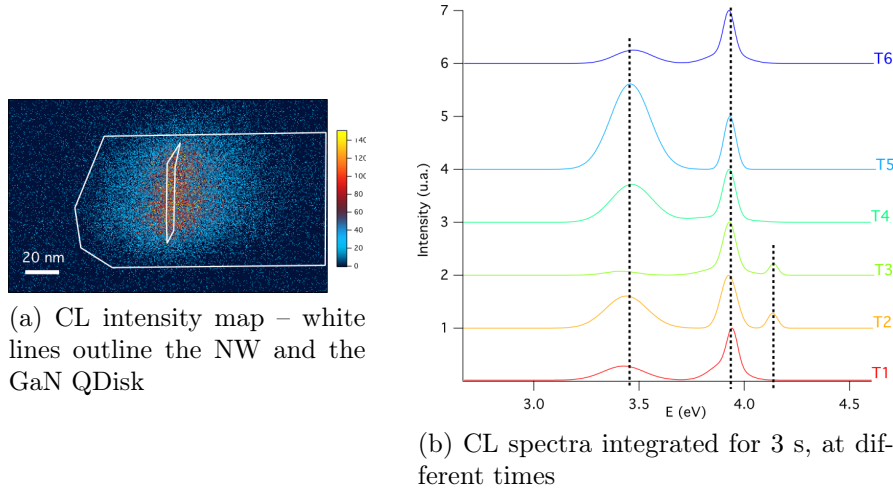 140
120
100
80
60
40
20
0
20 nm
(a) CL intensity map – white
lines outline the NW and the
GaN QDisk
7
6
5
4
3
2
1
Intensity (u.a.)
T6
T5
T4
T3
T2
T1
3.0
3.5
4.0
4.5
E (eV)
(b) CL spectra integrated for 3 s, at dif-
ferent times